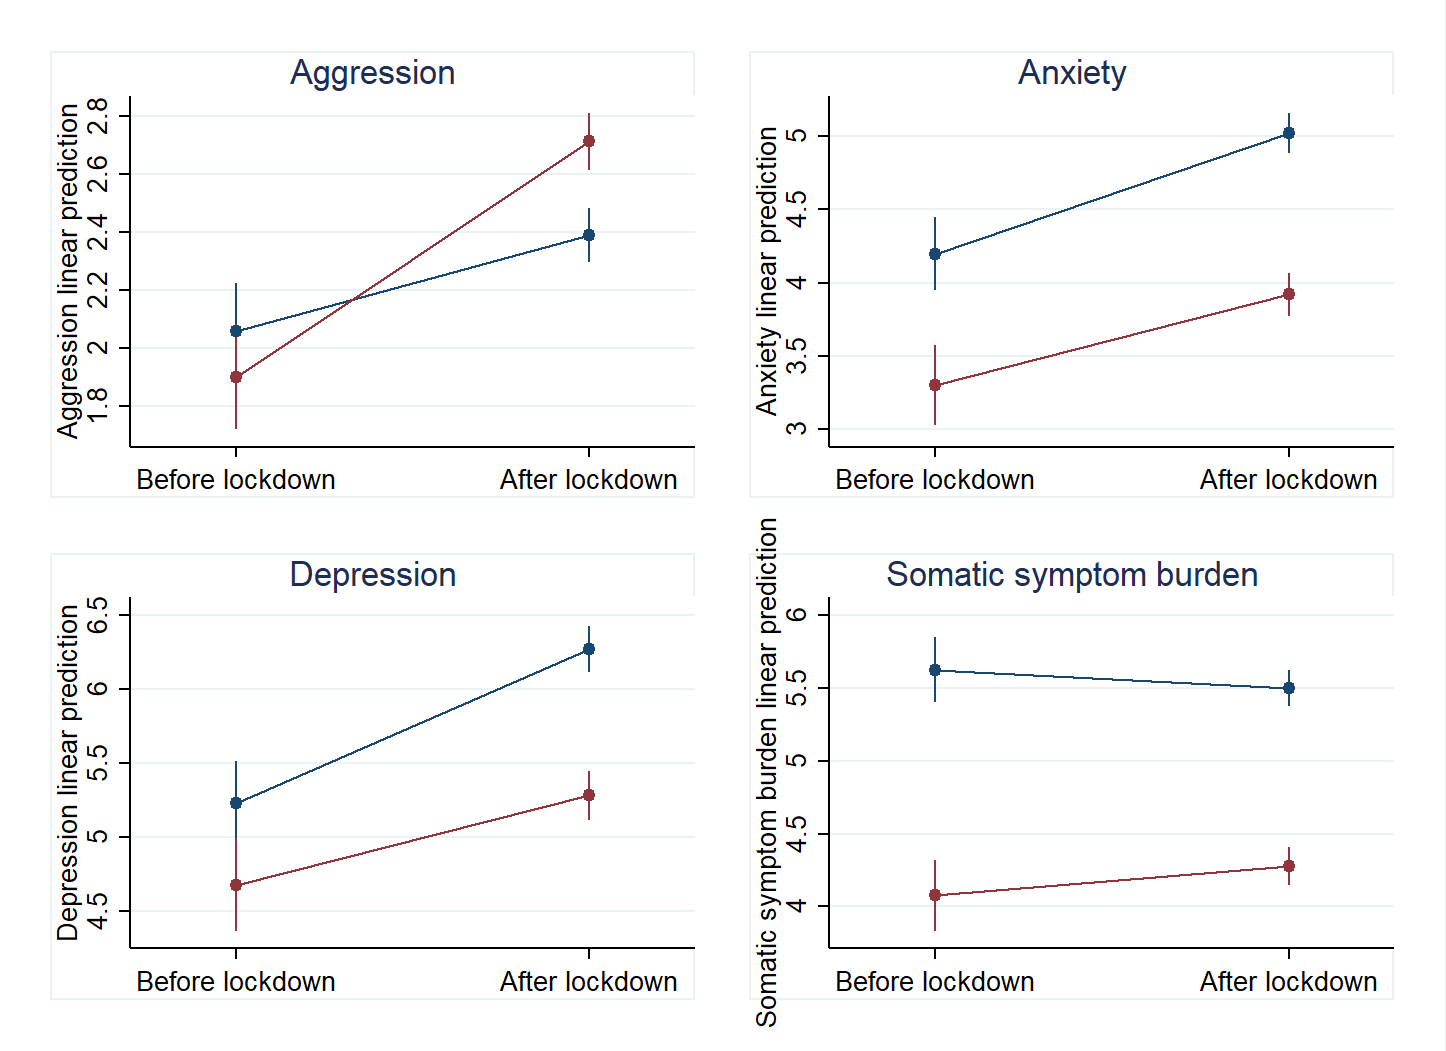 Aggression
Aggression linear prediction
2.8
2.6
2.4
2.2
2
1.8
Before lockdown
After lockdown
Anxiety
Anxiety linear prediction
5
4.5
4
3.5
3
Before lockdown
After lockdown
Depression
Depression linear prediction
6.5
6
5.5
5
4.5
Before lockdown
After lockdown
Somatic symptom burden
Somatic symptom burden linear prediction
6
5.5
5
4.5
4
Before lockdown
After lockdown